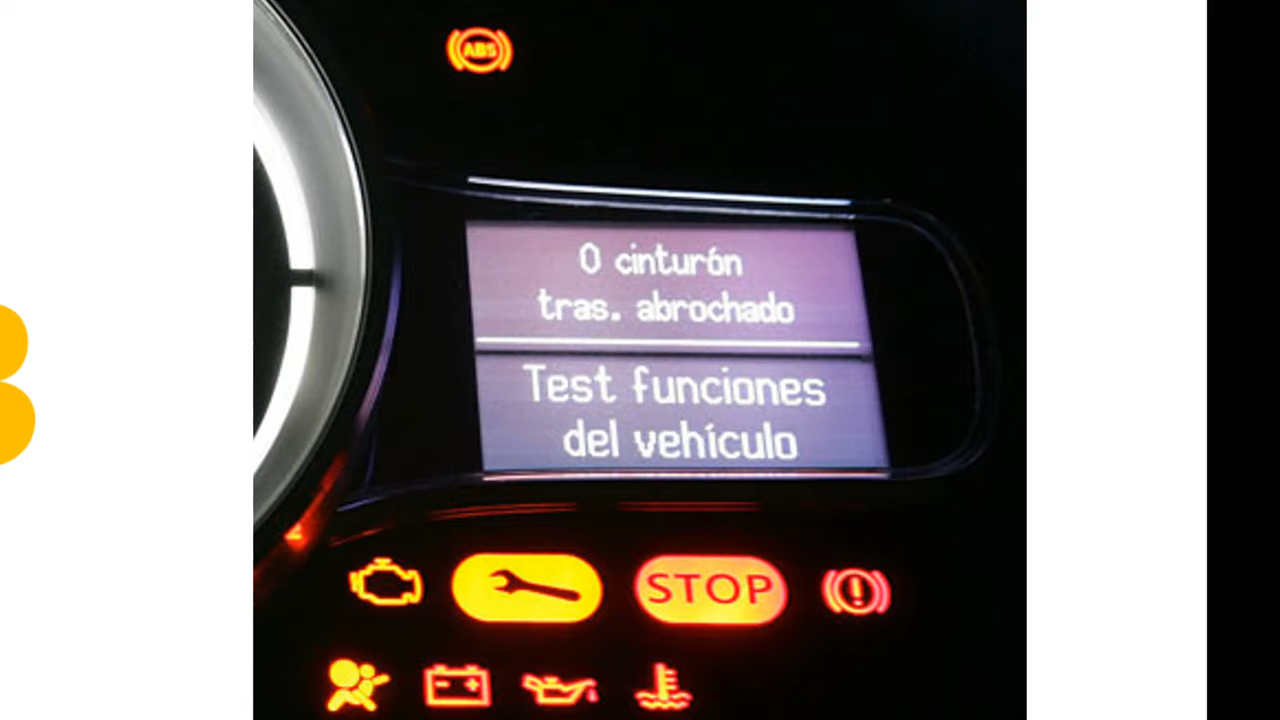 ABS
0 cinturón
tras. abrochado
Test funciones
del vehículo
STOP